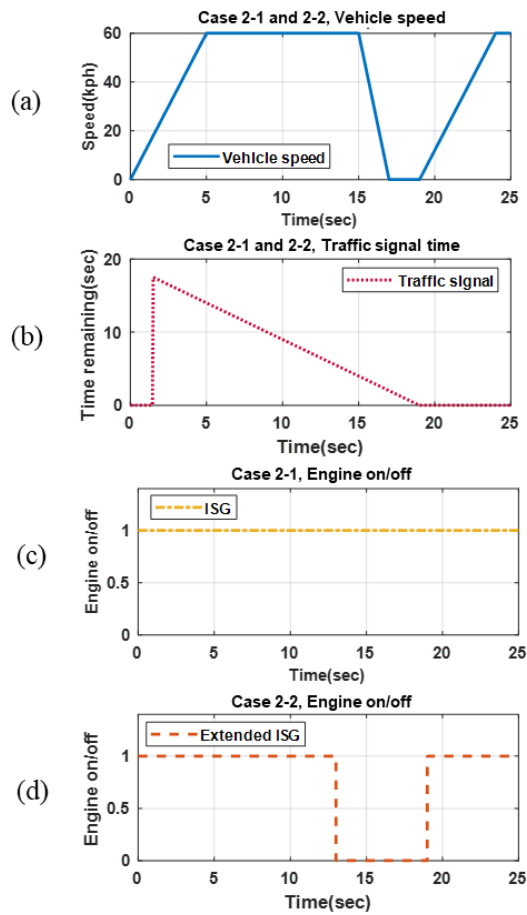 Case 2-1 and 2-2, Vehicle speed
(a)
Speed(kph)
60
40
20
0
Vehicle speed
0 5 10 15 20 25
Time(sec)
Case 2-1 and 2-2, Traffic signal time
(b)
Time remaining(sec)
20
10
0
Traffic signal
0 5 10 15 20 25
Time(sec)
Case 2-1, Engine on/off
(c)
Engine on/off
1
0.5
0
ISG
0 5 10 15 20 25
Time(sec)
Case 2-2, Engine on/off
(d)
Engine on/off
1
0.5
0
Extended ISG
0 5 10 15 20 25
Time(sec)